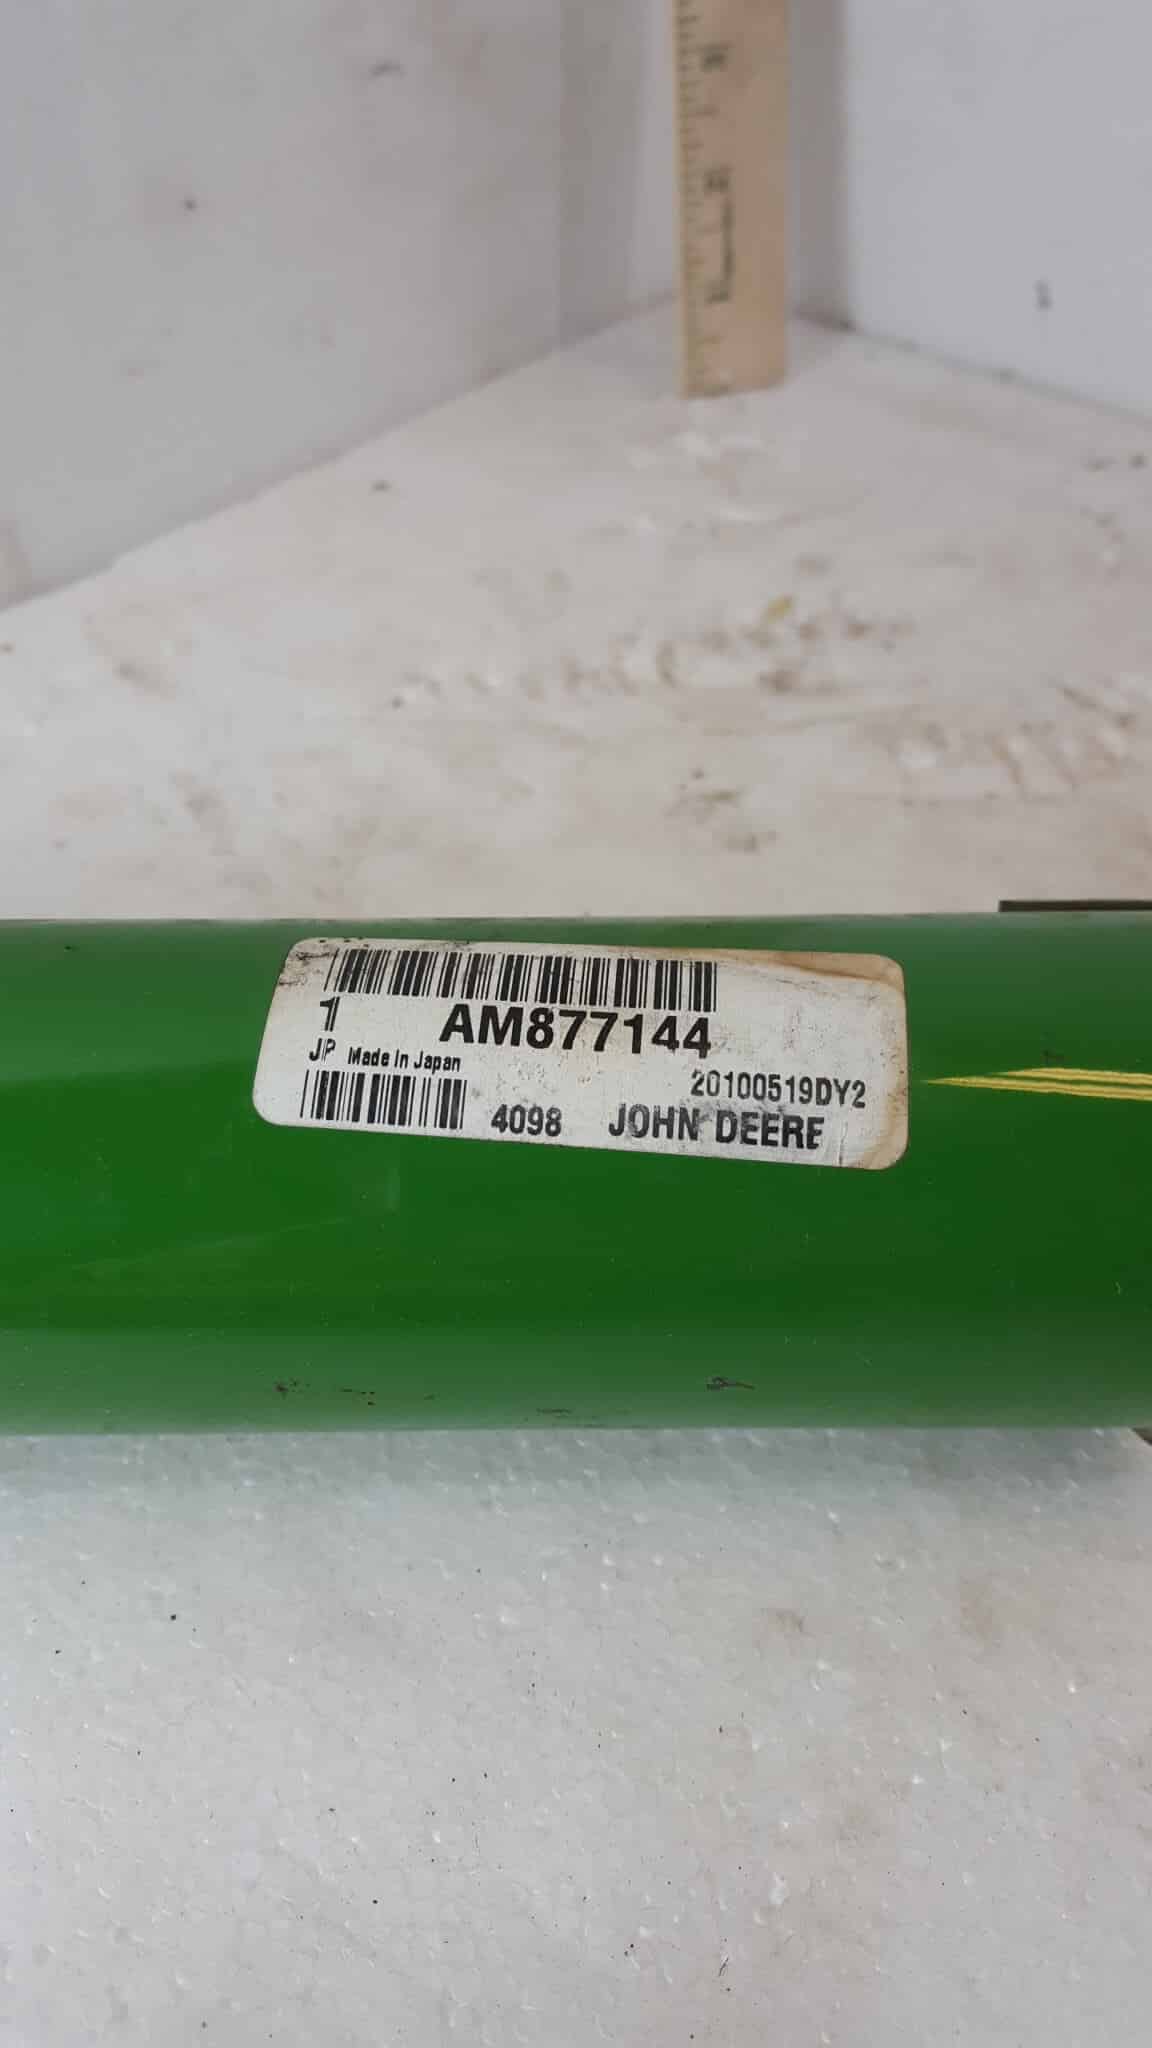 1 AM877144
JP Made in Japan
20100519DY2
4098 JOHN DEERE